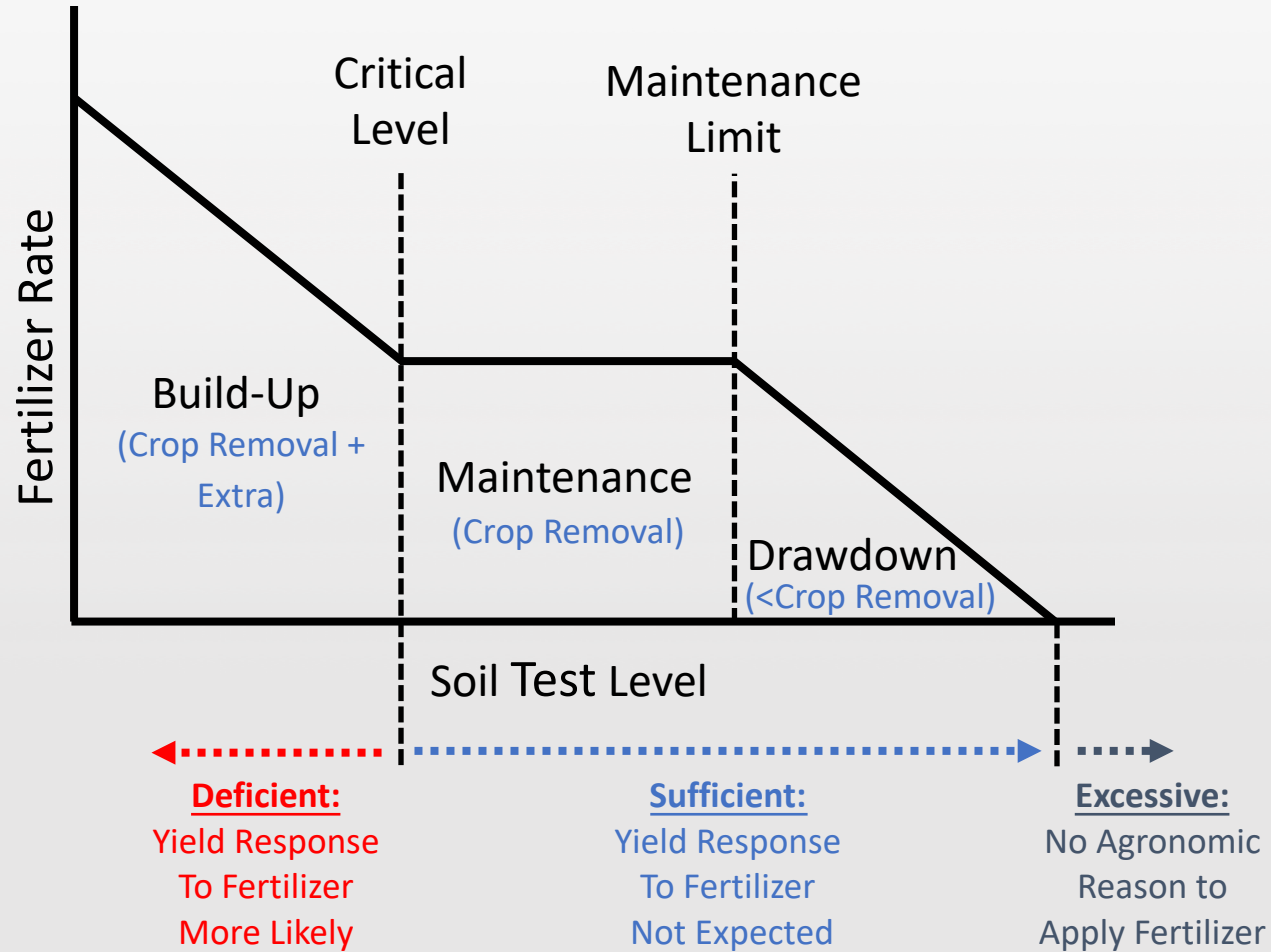 Critical
Level
Maintenance
Limit
Fertilizer Rate
Build-Up
(Crop Removal +
Extra)
Maintenance
(Crop Removal)
Drawdown
(<Crop Removal)
Soil Test Level
Deficient:
Yield Response
To Fertilizer
More Likely
Sufficient:
Yield Response
To Fertilizer
Not Expected
Excessive:
No Agronomic
Reason to
Apply Fertilizer